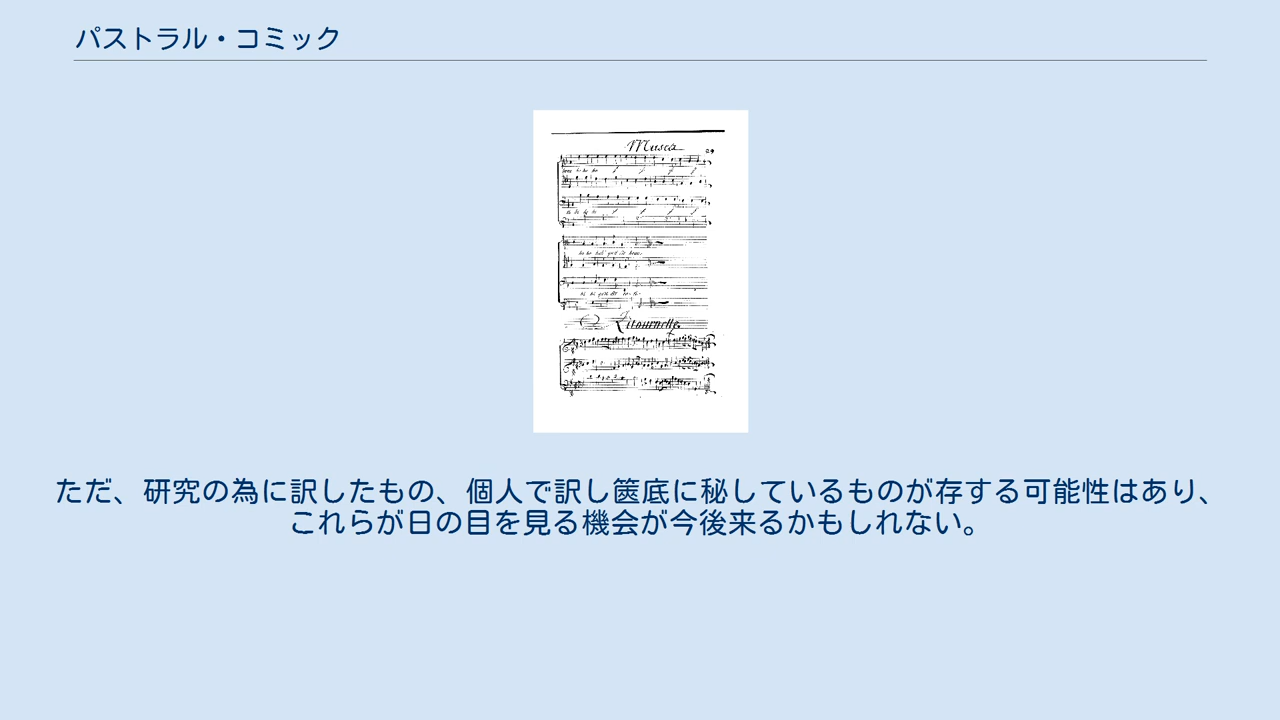 パストラル・コミック
29
Ritournelle
ただ、研究の為に訳したもの、個人で訳し篋底に秘しているものが存する可能性はあり、
これらが日の目を見る機会が今後来るかもしれない。